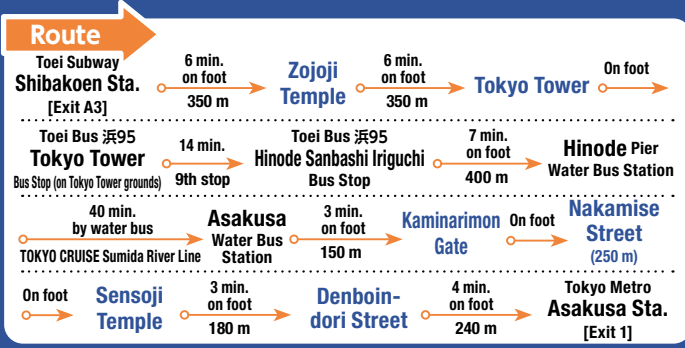 Route
Toei Subway
Shibakoen Sta.
[Exit A3]
6 min.
on foot
350 m
Zojoji
Temple
6 min.
on foot
350 m
Tokyo Tower
On foot
Toei Bus 浜95
Tokyo Tower
Bus Stop (on Tokyo Tower grounds)
14 min.
9th stop
Toei Bus 浜95
Hinode Sanbashi Iriguchi
Bus Stop
7 min.
on foot
400 m
Hinode Pier
Water Bus Station
40 min.
by water bus
TOKYO CRUISE Sumida River Line
Asakusa
Water Bus
Station
3 min.
on foot
150 m
Kaminarimon
Gate
On foot
Nakamise
Street
(250 m)
On foot
Sensoji
Temple
3 min.
on foot
180 m
Denboin-
dori Street
4 min.
on foot
240 m
Tokyo Metro
Asakusa Sta.
[Exit 1]